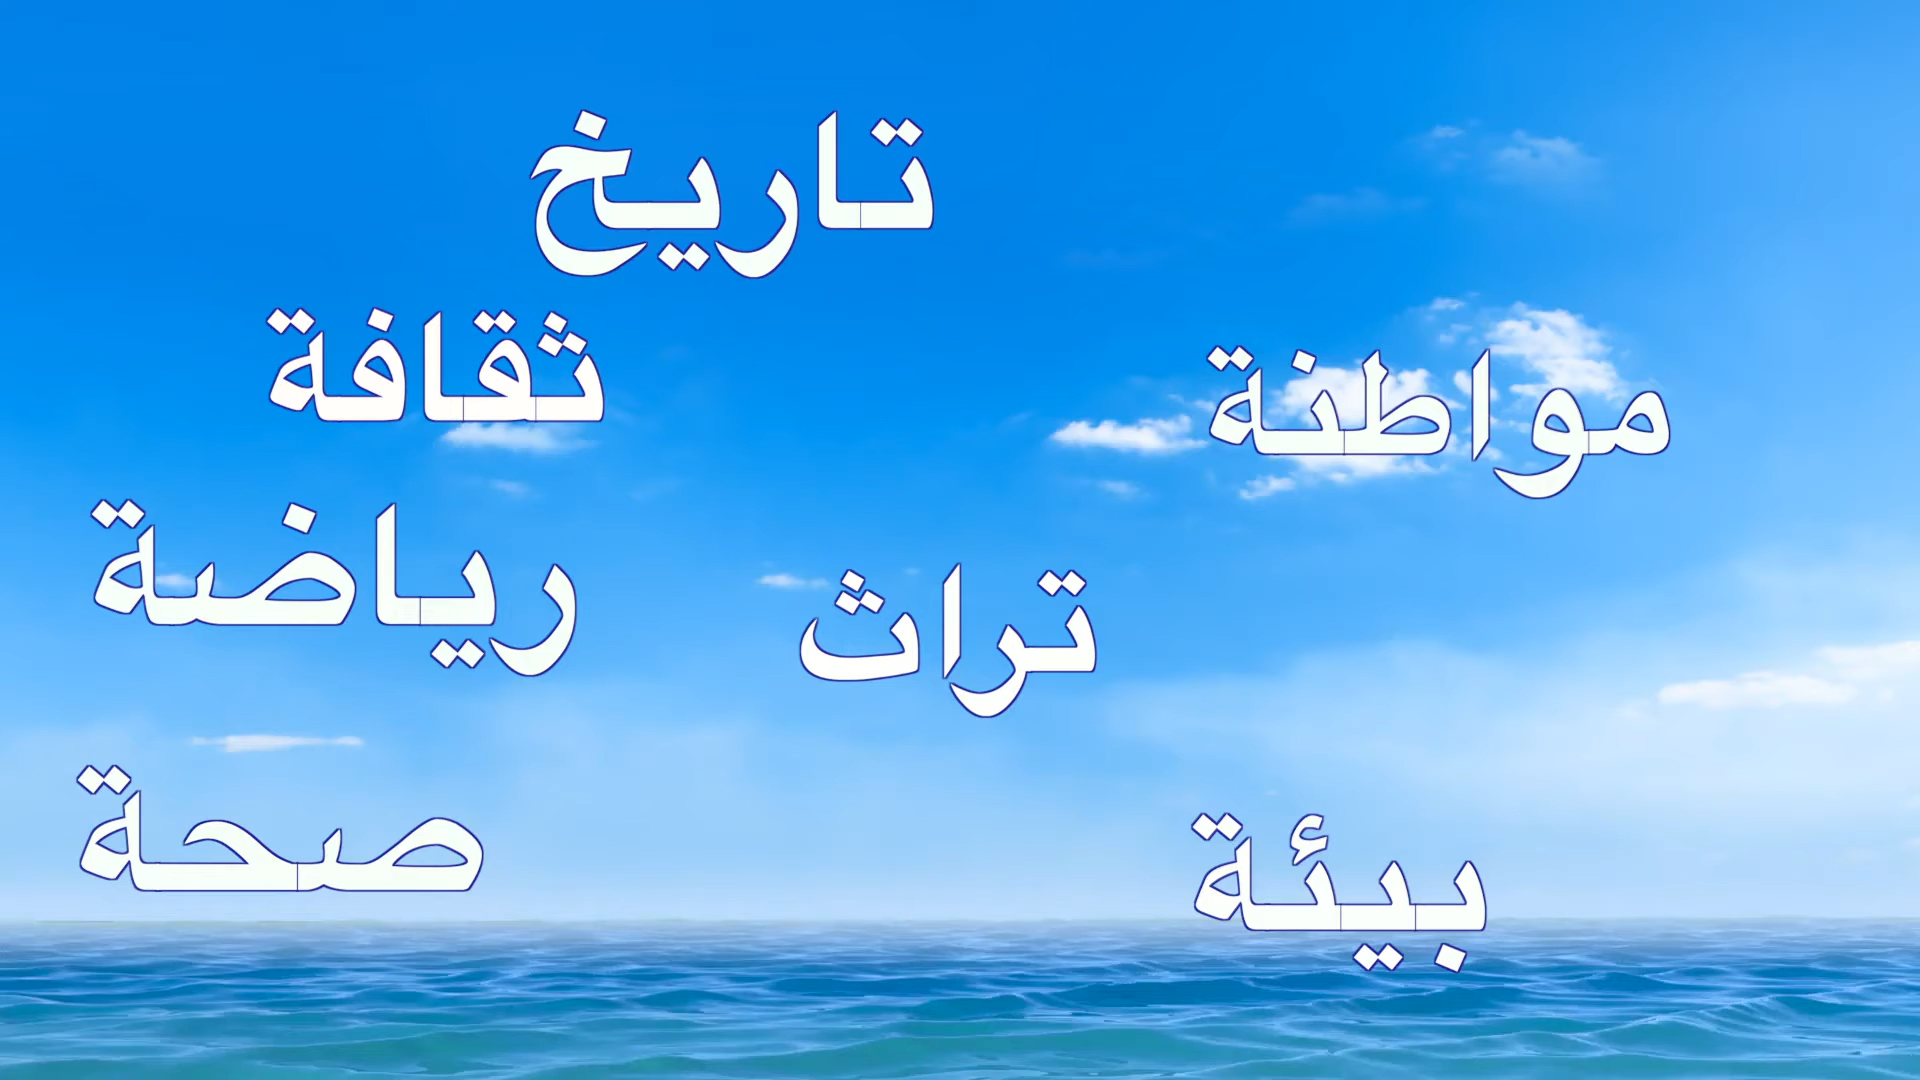 تاريخ
ثقافة
مواطنة
رياضة
تراث
صحة
بيئة